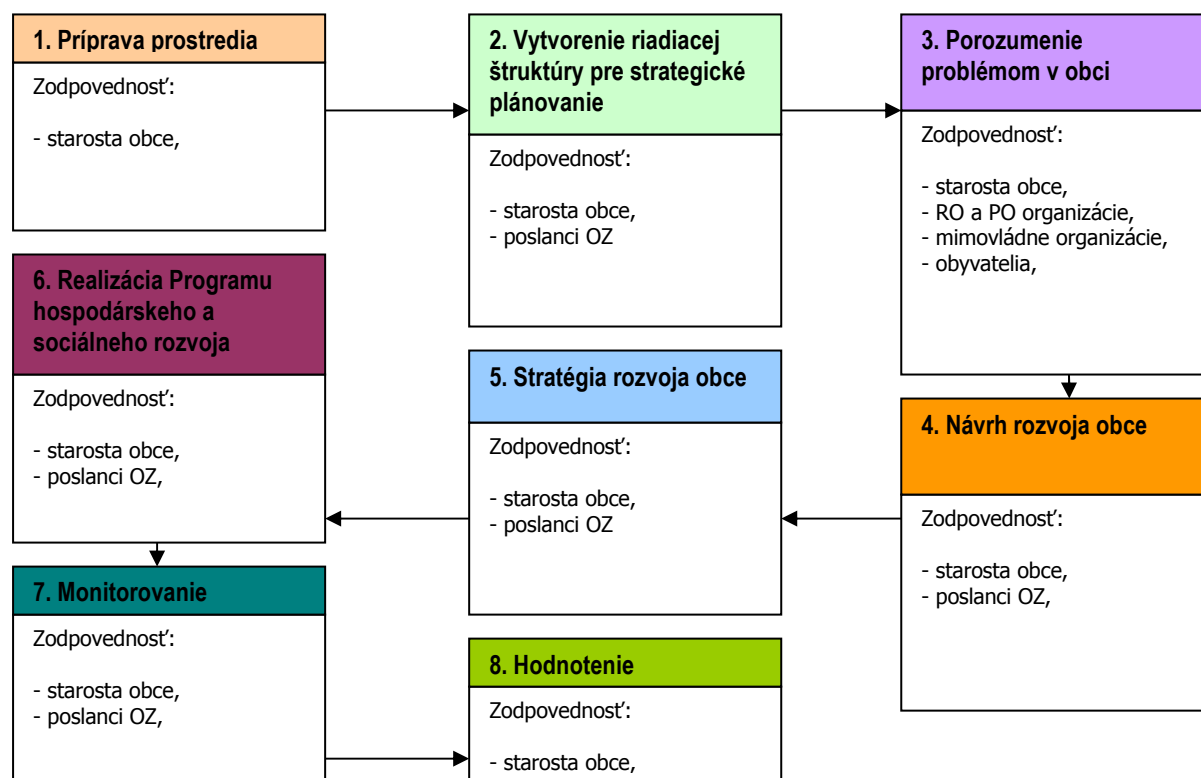 1. Príprava prostredia
Zodpovednosť:
- starosta obce,
2. Vytvorenie riadiacej
štruktúry pre strategické
plánovanie
Zodpovednosť:
- starosta obce,
- poslanci OZ
3. Porozumenie
problémom v obci
Zodpovednosť:
- starosta obce,
- RO a PO organizácie,
- mimovládne organizácie,
- obyvatelia,
4. Návrh rozvoja obce
Zodpovednosť:
- starosta obce,
- poslanci OZ,
5. Stratégia rozvoja obce
Zodpovednosť:
- starosta obce,
- poslanci OZ
6. Realizácia Programu
hospodárskeho a
sociálneho rozvoja
Zodpovednosť:
- starosta obce,
- poslanci OZ,
7. Monitorovanie
Zodpovednosť:
- starosta obce,
- poslanci OZ,
8. Hodnotenie
Zodpovednosť:
- starosta obce,